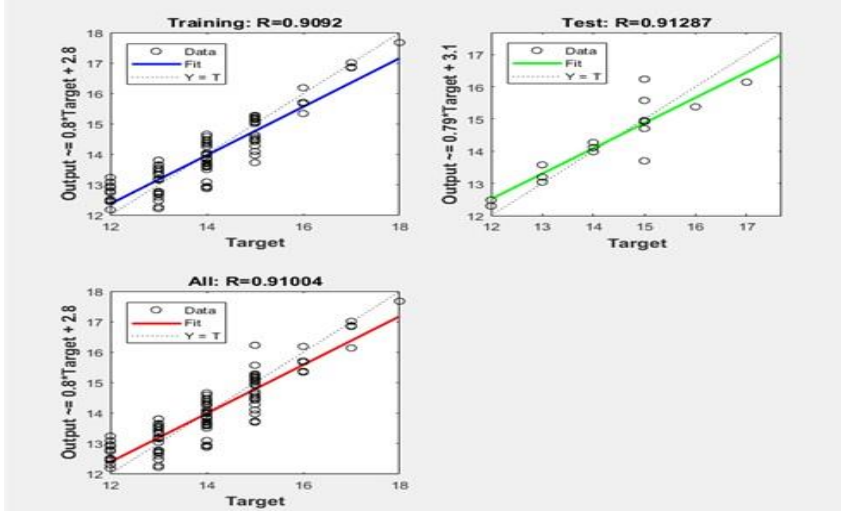 Training: R=0.9092
Output ~= 0.8*Target + 2.8
18
17
16
15
14
13
12
Data
Fit
Y = T
12
14
16
18
Target
Test: R=0.91287
Output ~= 0.79*Target + 3.1
17
16
15
14
13
12
Data
Fit
Y = T
12
13
14
15
16
17
Target
All: R=0.91004
Output ~= 0.8*Target + 2.8
18
17
16
15
14
13
12
Data
Fit
Y = T
12
14
16
18
Target